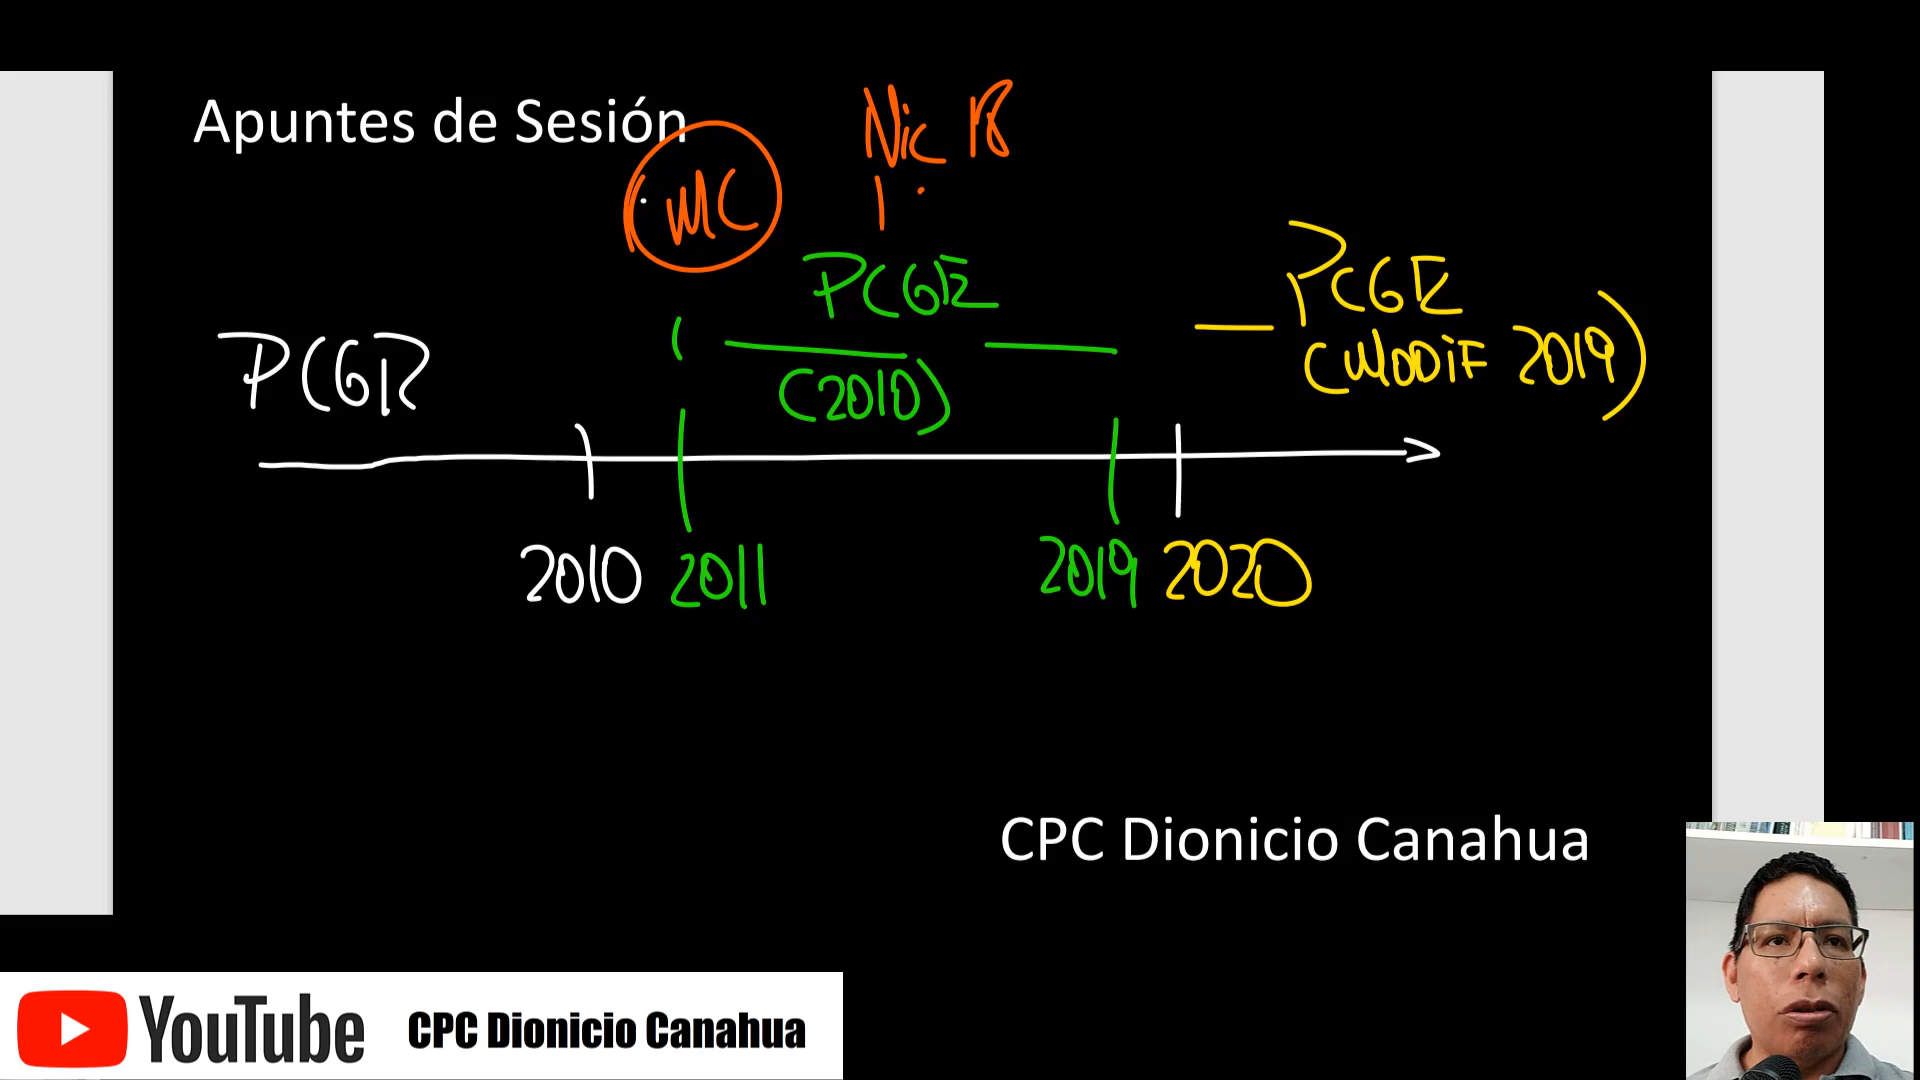 Apuntes de Sesión
Nic 18
MC
PCGE
(2010)
PCGE
(MODIF 2019)
PCGR
2010 2011 2019 2020
CPC Dionicio Canahua
YouTube CPC Dionicio Canahua